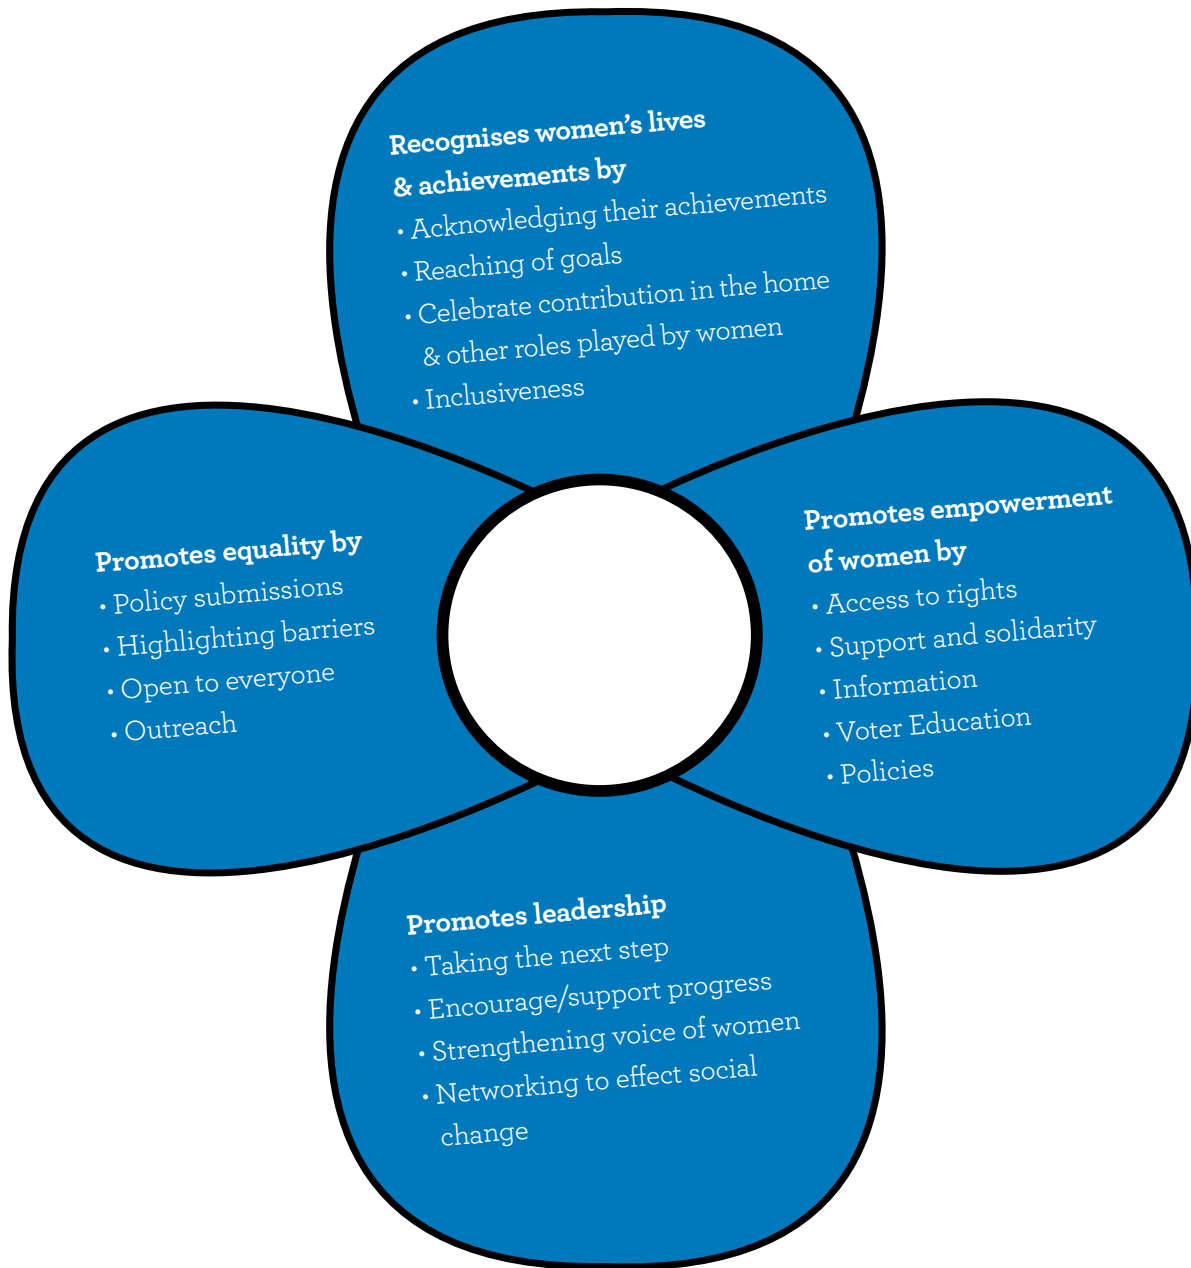 Recognises women's lives
& achievements by
• Acknowledging their achievements
• Reaching of goals
• Celebrate contribution in the home
& other roles played by women
• Inclusiveness
Promotes equality by
• Policy submissions
• Highlighting barriers
• Open to everyone
• Outreach
Promotes empowerment
of women by
• Access to rights
• Support and solidarity
• Information
• Voter Education
• Policies
Promotes leadership
• Taking the next step
• Encourage/support progress
• Strengthening voice of women
• Networking to effect social
change